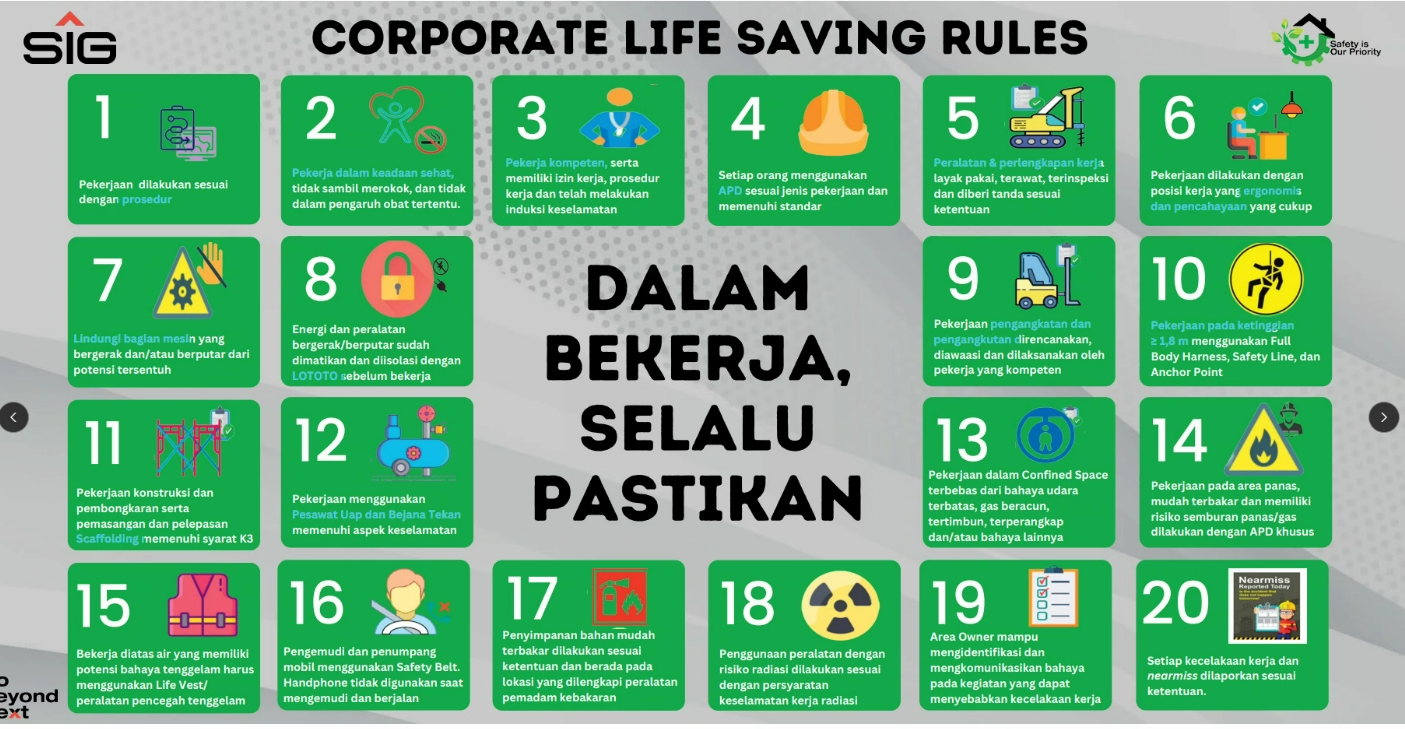 SIG
CORPORATE LIFE SAVING RULES
Safety is
Our Priority
1
Pekerjaan dilakukan sesuai
dengan prosedur
2
Pekerja dalam keadaan sehat,
tidak sambil merokok, dan tidak
dalam pengaruh obat tertentu.
3
Pekerja kompeten, serta
memiliki izin kerja, prosedur
kerja dan telah melakukan
induksi keselamatan
4
Setiap orang menggunakan
APD sesuai jenis pekerjaan dan
memenuhi standar
5
Peralatan & perlengkapan kerja
layak pakai, terawat, terinspeksi
dan diberi tanda sesuai
ketentuan
6
Pekerjaan dilakukan dengan
posisi kerja yang ergonomis
dan pencahayaan yang cukup
7
Lindungi bagian mesin yang
bergerak dan/atau berputar dari
potensi tersentuh
8
Energi dan peralatan
bergerak/berputar sudah
dimatikan dan diisolasi dengan
LOTOTO sebelum bekerja
DALAM
BEKERJA,
SELALU
PASTIKAN
9
Pekerjaan pengangkatan dan
pengangkutan direncanakan,
diawasi dan dilaksanakan oleh
pekerja yang kompeten
10
Pekerjaan pada ketinggian
≥ 1,8 m menggunakan Full
Body Harness, Safety Line, dan
Anchor Point
11
Pekerjaan konstruksi dan
pembongkaran serta
pemasangan dan pelepasan
Scaffolding memenuhi syarat K3
12
Pekerjaan menggunakan
Pesawat Uap dan Bejana Tekan
memenuhi aspek keselamatan
13
Pekerjaan dalam Confined Space
terbebas dari bahaya udara
terbatas, gas beracun,
tertimbun, terperangkap
dan/atau bahaya lainnya
14
Pekerjaan pada area panas,
mudah terbakar dan memiliki
risiko semburan panas/gas
dilakukan dengan APD khusus
15
Bekerja diatas air yang memiliki
potensi bahaya tenggelam harus
menggunakan Life Vest/
peralatan pencegah tenggelam
16
Pengemudi dan penumpang
mobil menggunakan Safety Belt.
Handphone tidak digunakan saat
mengemudi dan berjalan
17
Penyimpanan bahan mudah
terbakar dilakukan sesuai
ketentuan dan berada pada
lokasi yang dilengkapi peralatan
pemadam kebakaran
18
Penggunaan peralatan dengan
risiko radiasi dilakukan sesuai
dengan persyaratan
keselamatan kerja radiasi
19
Area Owner mampu
mengidentifikasi dan
mengkomunikasikan bahaya
pada kegiatan yang dapat
menyebabkan kecelakaan kerja
20
Nearmiss
Reported Today
is the accident that
does not happen
tomorrow!
Setiap kecelakaan kerja dan
nearmiss dilaporkan sesuai
ketentuan.
o
eyond
ext